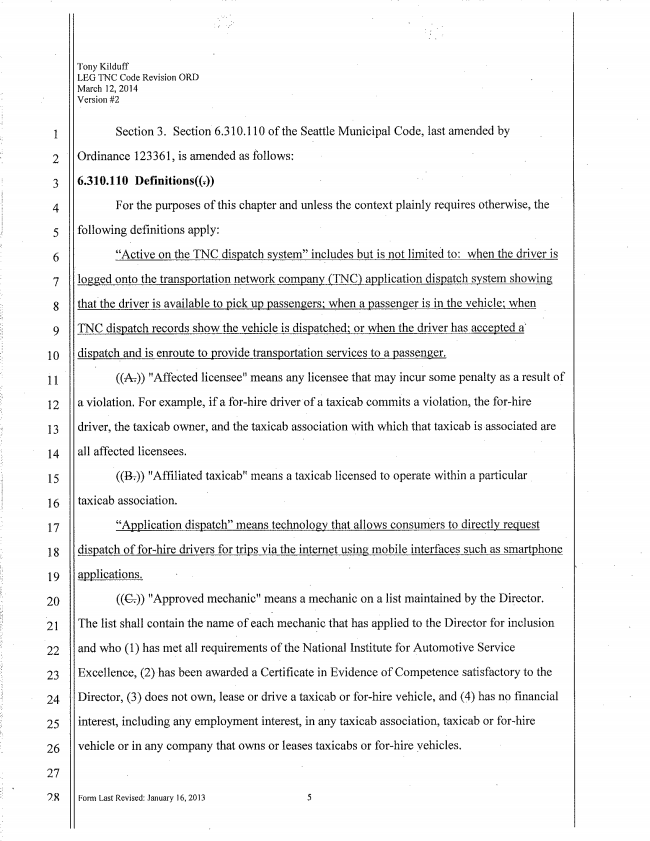 Tony Kilduff
LEG TNC Code Revision ORD
March 12, 2014
Version #2
1 Section 3. Section 6.310.110 of the Seattle Municipal Code, last amended by
2 Ordinance 123361, is amended as follows:
3 6.310.110 Definitions((.))
4 For the purposes of this chapter and unless the context plainly requires otherwise, the
5 following definitions apply:
6 “Active on the TNC dispatch system” includes but is not limited to: when the driver is
7 logged onto the transportation network company (TNC) application dispatch system showing
8 that the driver is available to pick up passengers; when a passenger is in the vehicle; when
9 TNC dispatch records show the vehicle is dispatched; or when the driver has accepted a
10 dispatch and is enroute to provide transportation services to a passenger.
11 ((A.)) "Affected licensee" means any licensee that may incur some penalty as a result of
12 a violation. For example, if a for-hire driver of a taxicab commits a violation, the for-hire
13 driver, the taxicab owner, and the taxicab association with which that taxicab is associated are
14 all affected licensees.
15 ((B.)) "Affiliated taxicab" means a taxicab licensed to operate within a particular
16 taxicab association.
17 “Application dispatch” means technology that allows consumers to directly request
18 dispatch of for-hire drivers for trips via the internet using mobile interfaces such as smartphone
19 applications.
20 ((C.)) "Approved mechanic" means a mechanic on a list maintained by the Director.
21 The list shall contain the name of each mechanic that has applied to the Director for inclusion
22 and who (1) has met all requirements of the National Institute for Automotive Service
23 Excellence, (2) has been awarded a Certificate in Evidence of Competence satisfactory to the
24 Director, (3) does not own, lease or drive a taxicab or for-hire vehicle, and (4) has no financial
25 interest, including any employment interest, in any taxicab association, taxicab or for-hire
26 vehicle or in any company that owns or leases taxicabs or for-hire vehicles.
27
28 Form Last Revised: January 16, 2013 5